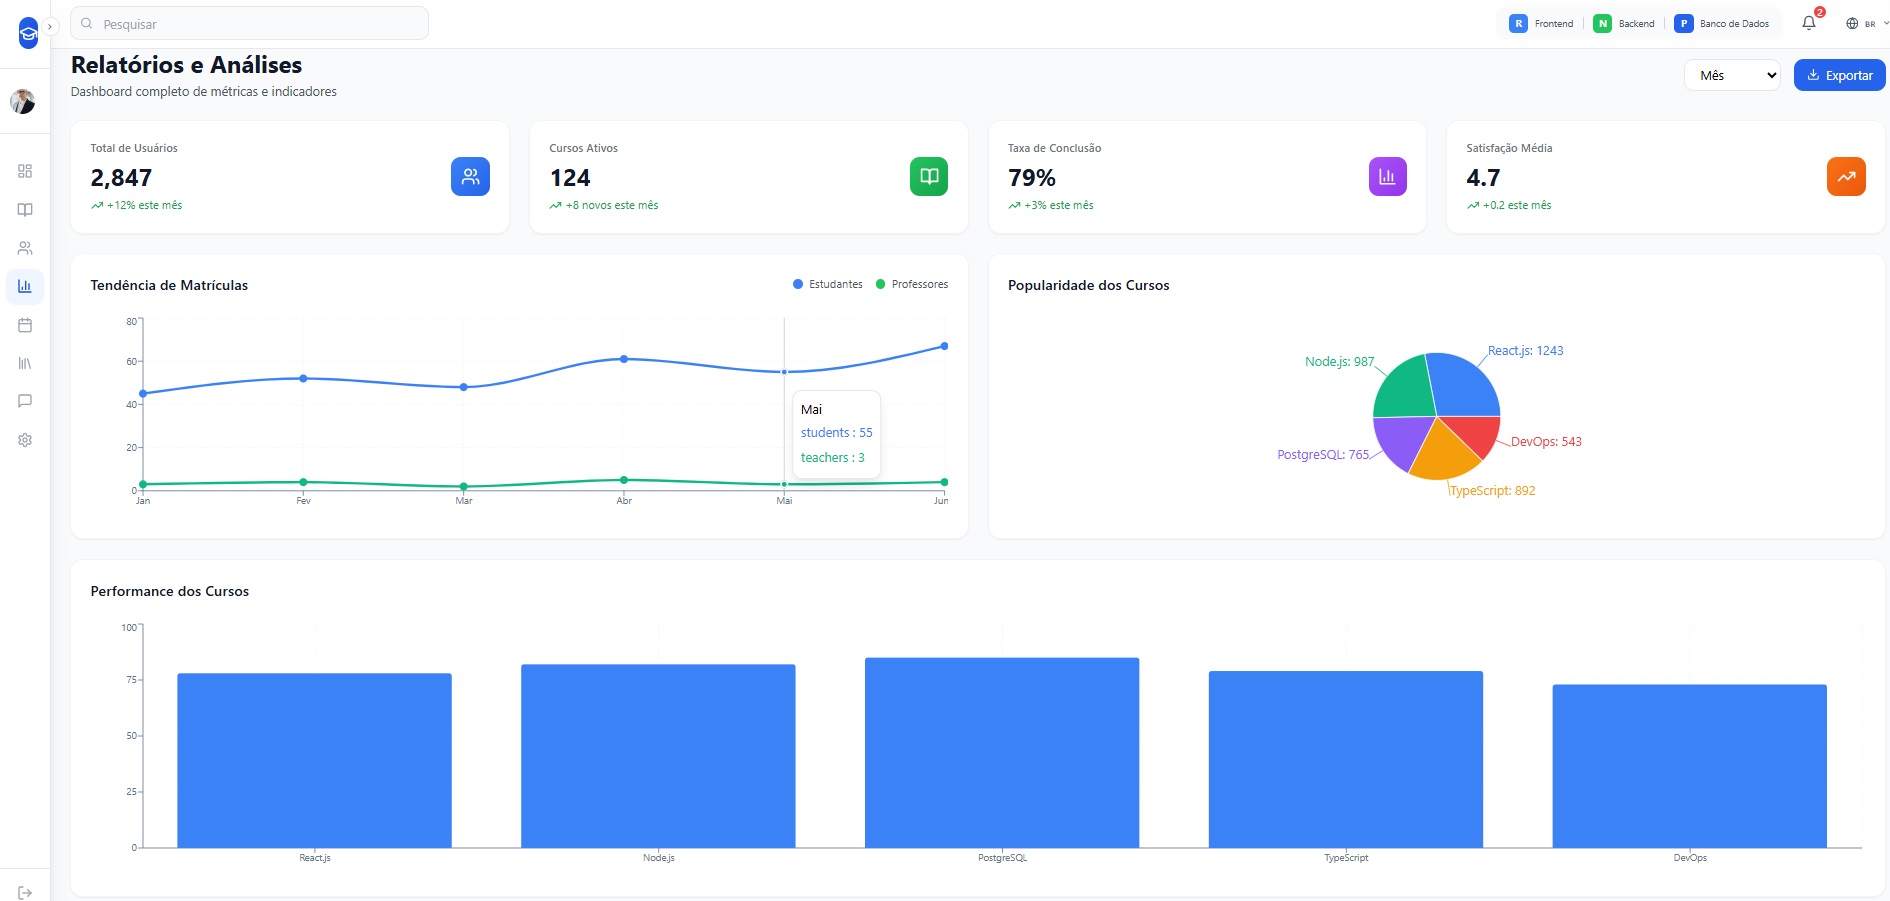 Pesquisar
R Frontend
N Backend
P Banco de Dados
2
BR
Relatórios e Análises
Dashboard completo de métricas e indicadores
Mês
Exportar
Total de Usuários
2,847
+12% este mês
Cursos Ativos
124
+8 novos este mês
Taxa de Conclusão
79%
+3% este mês
Satisfação Média
4.7
+0.2 este mês
Tendência de Matrículas
Estudantes
Professores
80
60
40
20
0
Jan
Fev
Mar
Abr
Mai
Jun
Mai
students : 55
teachers : 3
Popularidade dos Cursos
React.js: 1243
Node.js: 987
PostgreSQL: 765
TypeScript: 892
DevOps: 543
Performance dos Cursos
100
75
50
25
0
React.js
Node.js
PostgreSQL
TypeScript
DevOps